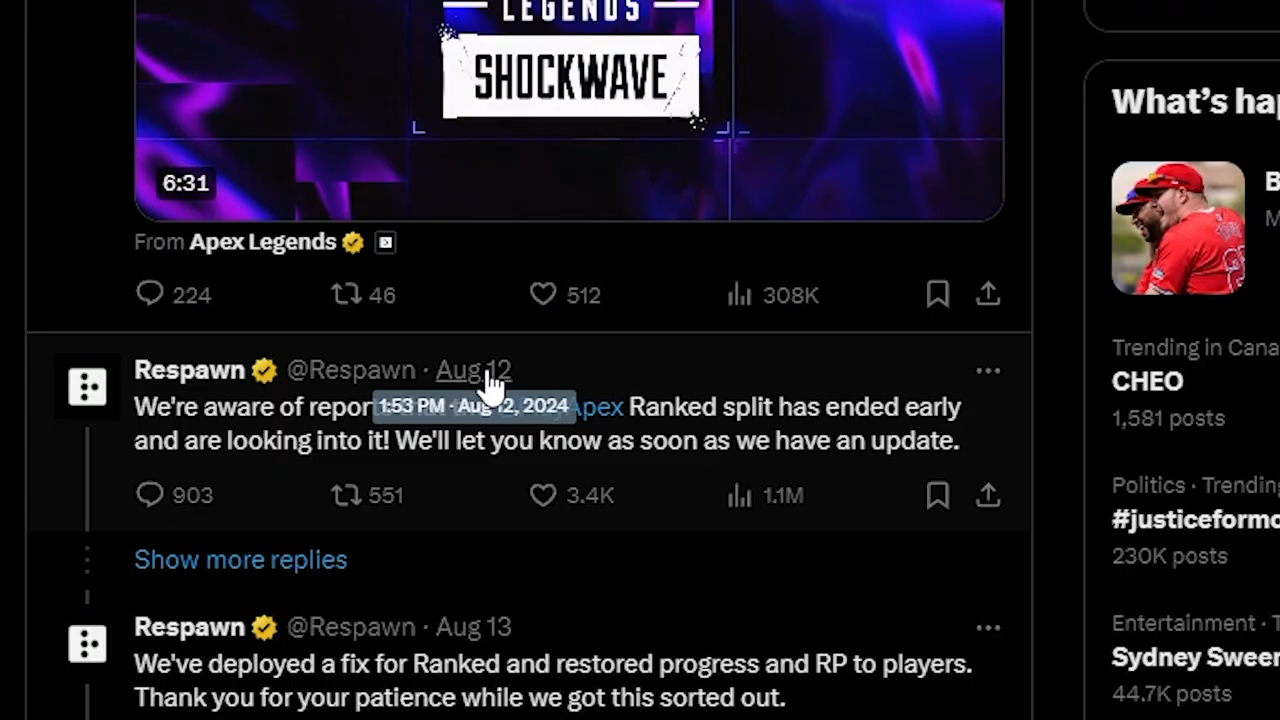 LEGENDS
SHOCKWAVE
6:31
From Apex Legends
224 46 512 308K
Respawn @Respawn · Aug 12
We're aware of repor Apex Ranked split has ended early
1:53 PM · Aug 12, 2024
and are looking into it! We'll let you know as soon as we have an update.
903 551 3.4K 1.1M
Show more replies
Respawn @Respawn · Aug 13
We've deployed a fix for Ranked and restored progress and RP to players.
Thank you for your patience while we got this sorted out.
What's hap
B
M
Trending in Cana
CHEO
1,581 posts
Politics · Trending
#justiceformo
230K posts
Entertainment · T
Sydney Sween
44.7K posts